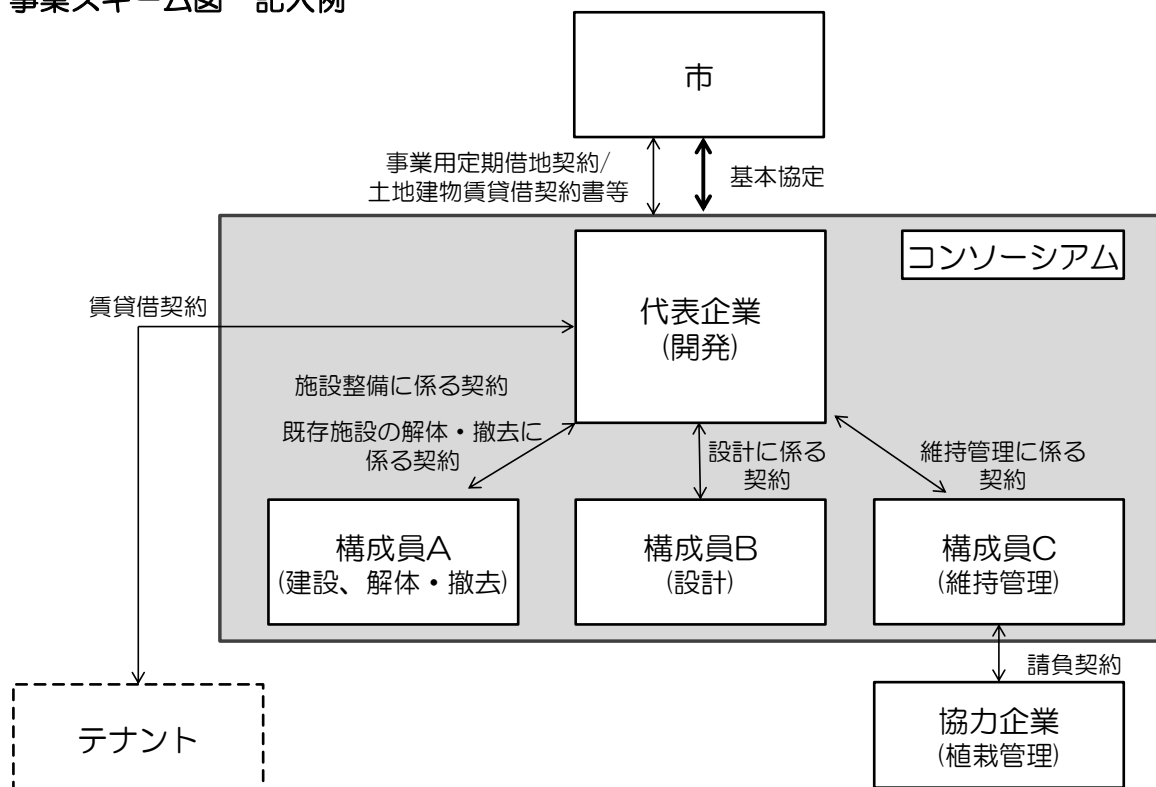 事業スキーム図 記入例
市
事業用定期借地契約/
土地建物賃貸借契約書等
基本協定
コンソーシアム
代表企業
(開発)
賃貸借契約
施設整備に係る契約
既存施設の解体・撤去に
係る契約
設計に係る
契約
維持管理に係る
契約
構成員A
(建設、解体・撤去)
構成員B
(設計)
構成員C
(維持管理)
請負契約
テナント
協力企業
(植栽管理)